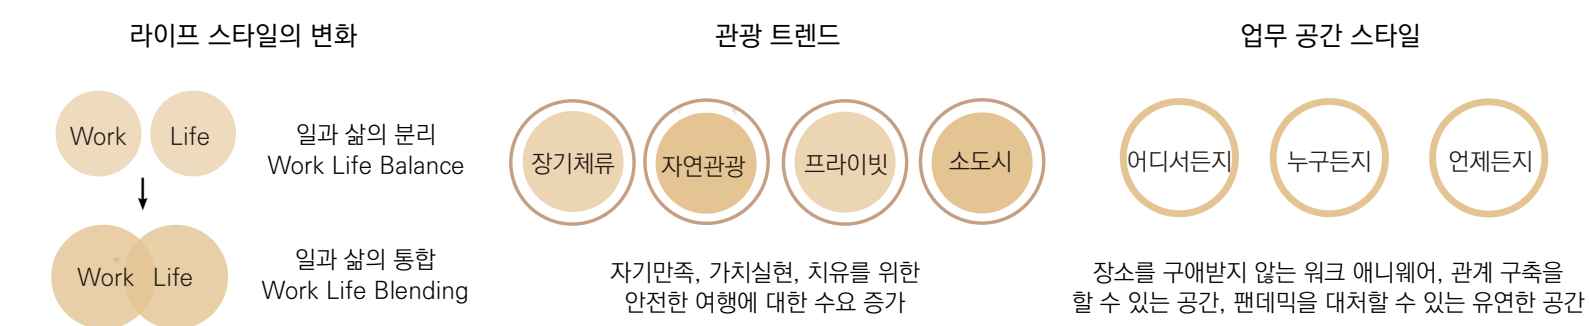 라이프 스타일의 변화
Work
Life
일과 삶의 분리
Work Life Balance
Work
Life
일과 삶의 통합
Work Life Blending
관광 트렌드
장기체류
자연관광
프라이빗
소도시
자기만족, 가치실현, 치유를 위한
안전한 여행에 대한 수요 증가
업무 공간 스타일
어디서든지
누구든지
언제든지
장소를 구애받지 않는 워크 애니웨어, 관계 구축을
할 수 있는 공간, 팬데믹을 대처할 수 있는 유연한 공간